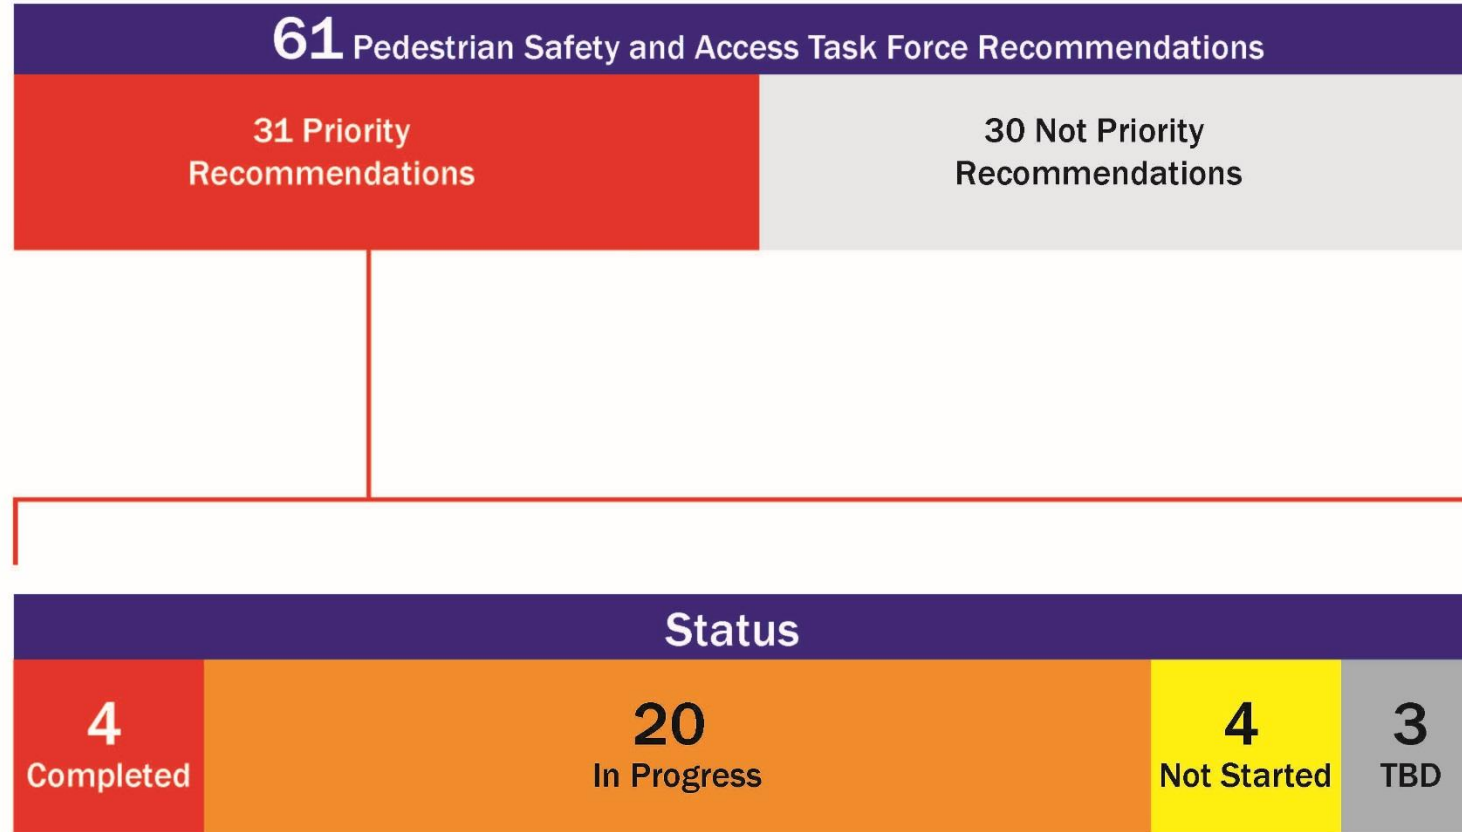 61 Pedestrian Safety and Access Task Force Recommendations
31 Priority
Recommendations
30 Not Priority
Recommendations
Status
4
Completed
20
In Progress
4
Not Started
3
TBD